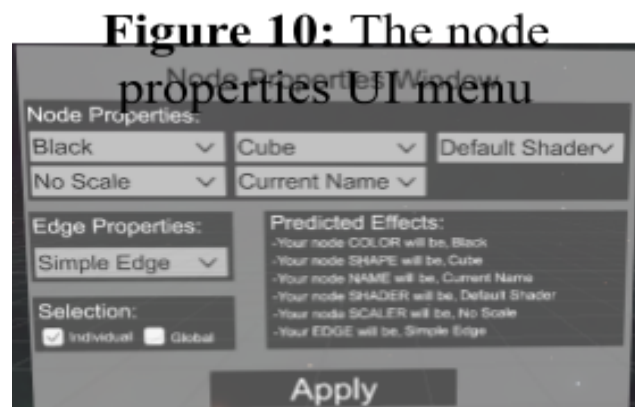 Figure 10: The node
properties UI menu
Node Properties Window
Node Properties:
Black Cube Default Shader
No Scale Current Name
Edge Properties:
Simple Edge
Selection:
Individual Global
Predicted Effects:
-Your node COLOR will be, Black
-Your node SHAPE will be, Cube
-Your node NAME will be, Current Name
-Your node SHADER will be, Default Shader
-Your node SCALER will be, No Scale
-Your EDGE will be, Simple Edge
Apply